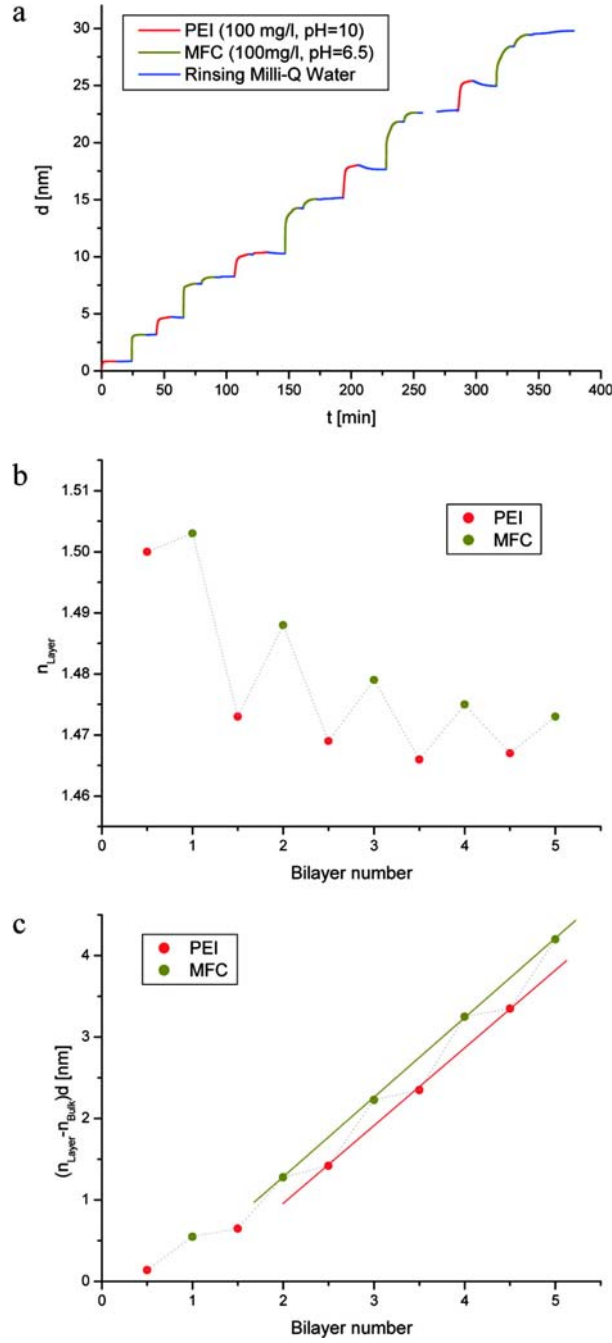 a
PEI (100 mg/l, pH=10)
MFC (100mg/l, pH=6.5)
Rinsing Milli-Q Water
d [nm]
30
25
20
15
10
5
0
0 50 100 150 200 250 300 350 400
t [min]
b
PEI
MFC
n_Layer
1.51
1.50
1.49
1.48
1.47
1.46
0 1 2 3 4 5
Bilayer number
c
PEI
MFC
(n_Layer-n_Bulk)d [nm]
4
3
2
1
0
0 1 2 3 4 5
Bilayer number